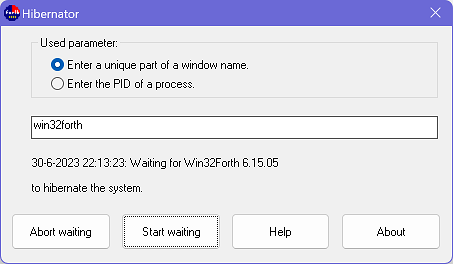 Forth
Hibernator
Used parameter:
Enter a unique part of a window name.
Enter the PID of a process.
win32forth
30-6-2023 22:13:23: Waiting for Win32Forth 6.15.05
to hibernate the system.
Abort waiting
Start waiting
Help
About